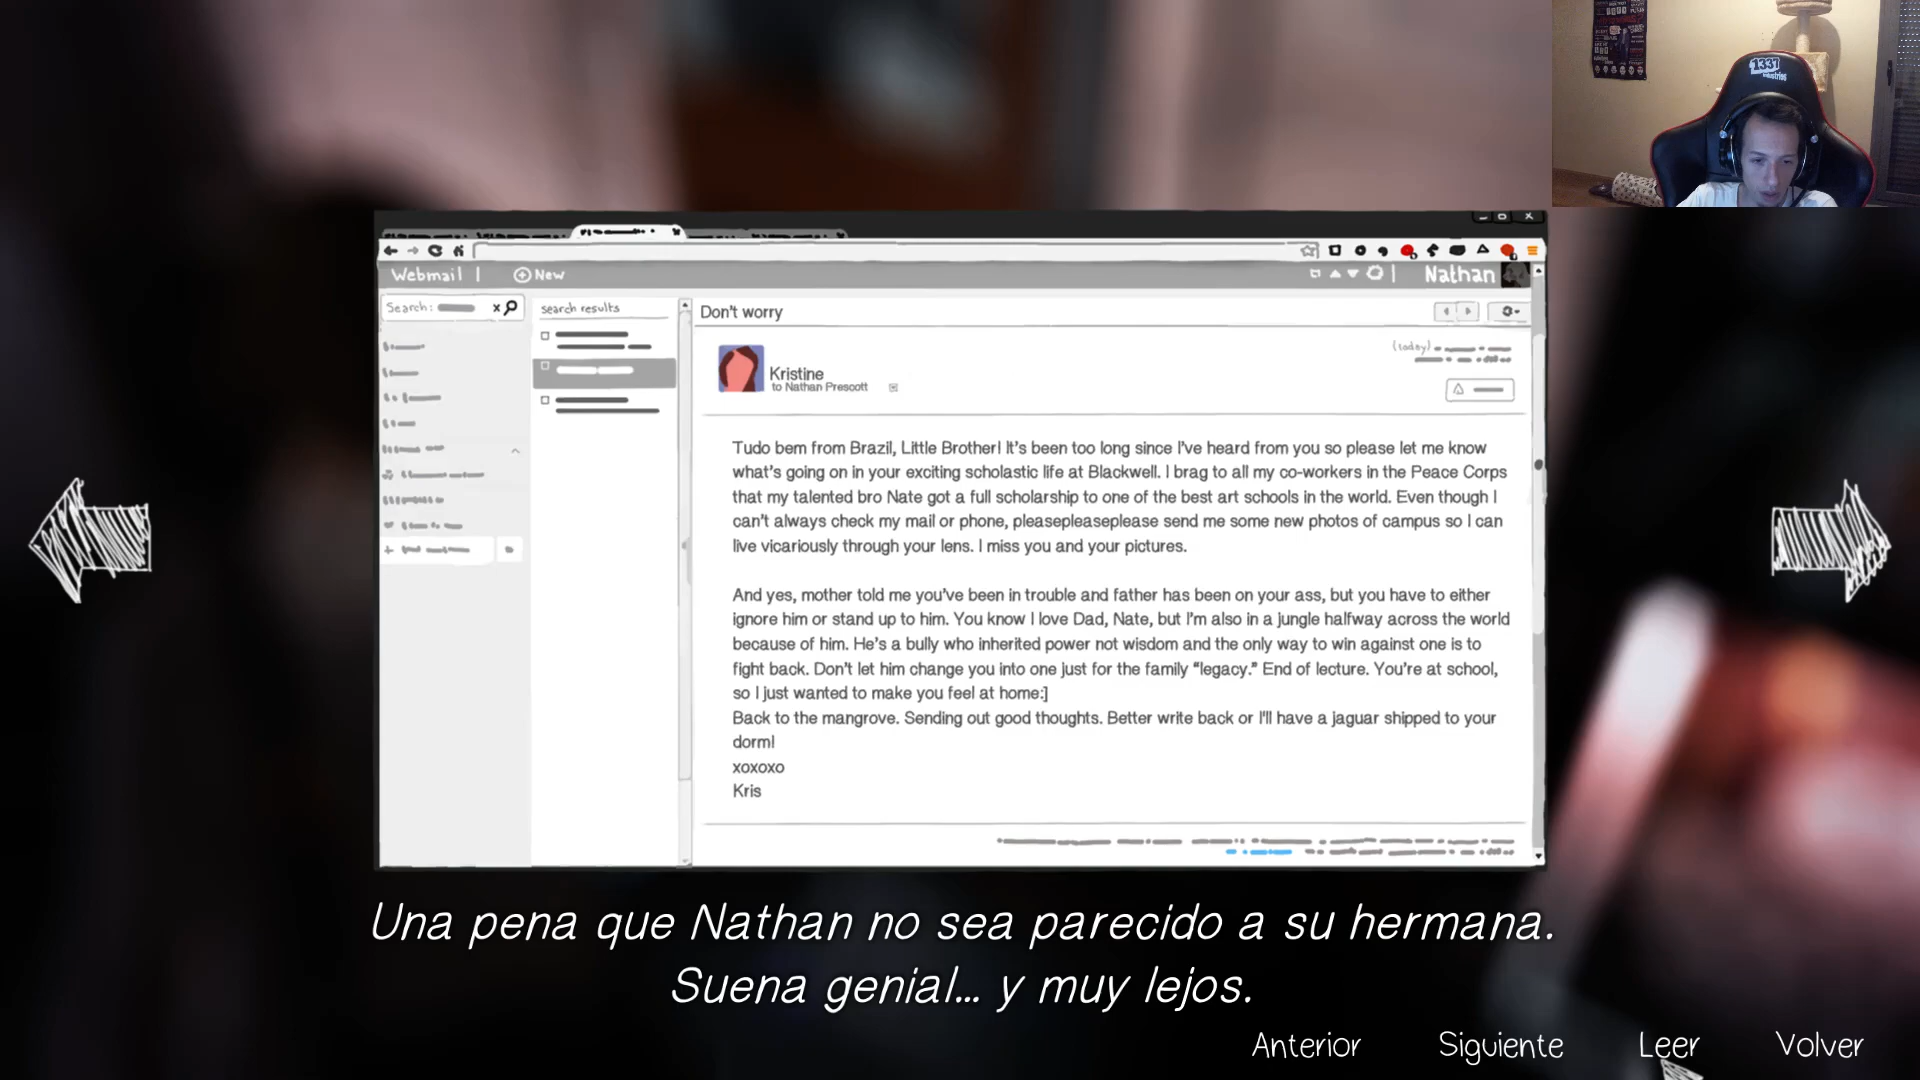 1337
Industries
Webmail
New
Nathan
Search:
search results
Don't worry
(today)
Kristine
to Nathan Prescott
Tudo bem from Brazil, Little Brother! It's been too long since I've heard from you so please let me know
what's going on in your exciting scholastic life at Blackwell. I brag to all my co-workers in the Peace Corps
that my talented bro Nate got a full scholarship to one of the best art schools in the world. Even though I
can't always check my mail or phone, pleasepleaseplease send me some new photos of campus so I can
live vicariously through your lens. I miss you and your pictures.
And yes, mother told me you've been in trouble and father has been on your ass, but you have to either
ignore him or stand up to him. You know I love Dad, Nate, but I'm also in a jungle halfway across the world
because of him. He's a bully who inherited power not wisdom and the only way to win against one is to
fight back. Don't let him change you into one just for the family “legacy.” End of lecture. You're at school,
so I just wanted to make you feel at home:]
Back to the mangrove. Sending out good thoughts. Better write back or I'll have a jaguar shipped to your
dorm!
xoxoxo
Kris
Una pena que Nathan no sea parecido a su hermana.
Suena genial... y muy lejos.
Anterior
Siguiente
Leer
Volver